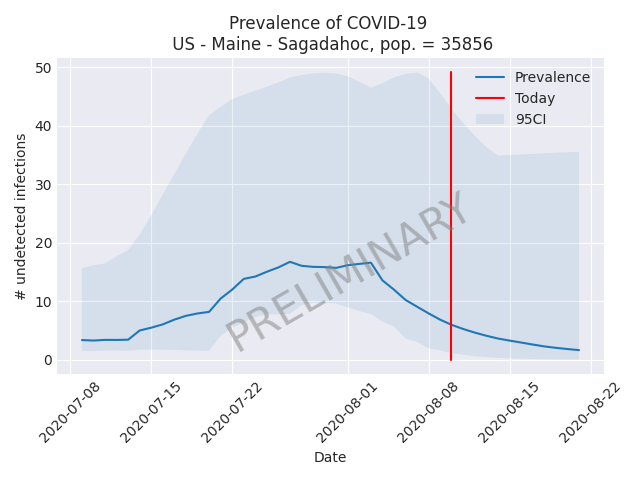 Prevalence of COVID-19
US - Maine - Sagadahoc, pop. = 35856
Prevalence
Today
95CI
PRELIMINARY
# undetected infections
50
40
30
20
10
0
2020-07-08
2020-07-15
2020-07-22
2020-08-01
2020-08-08
2020-08-15
2020-08-22
Date